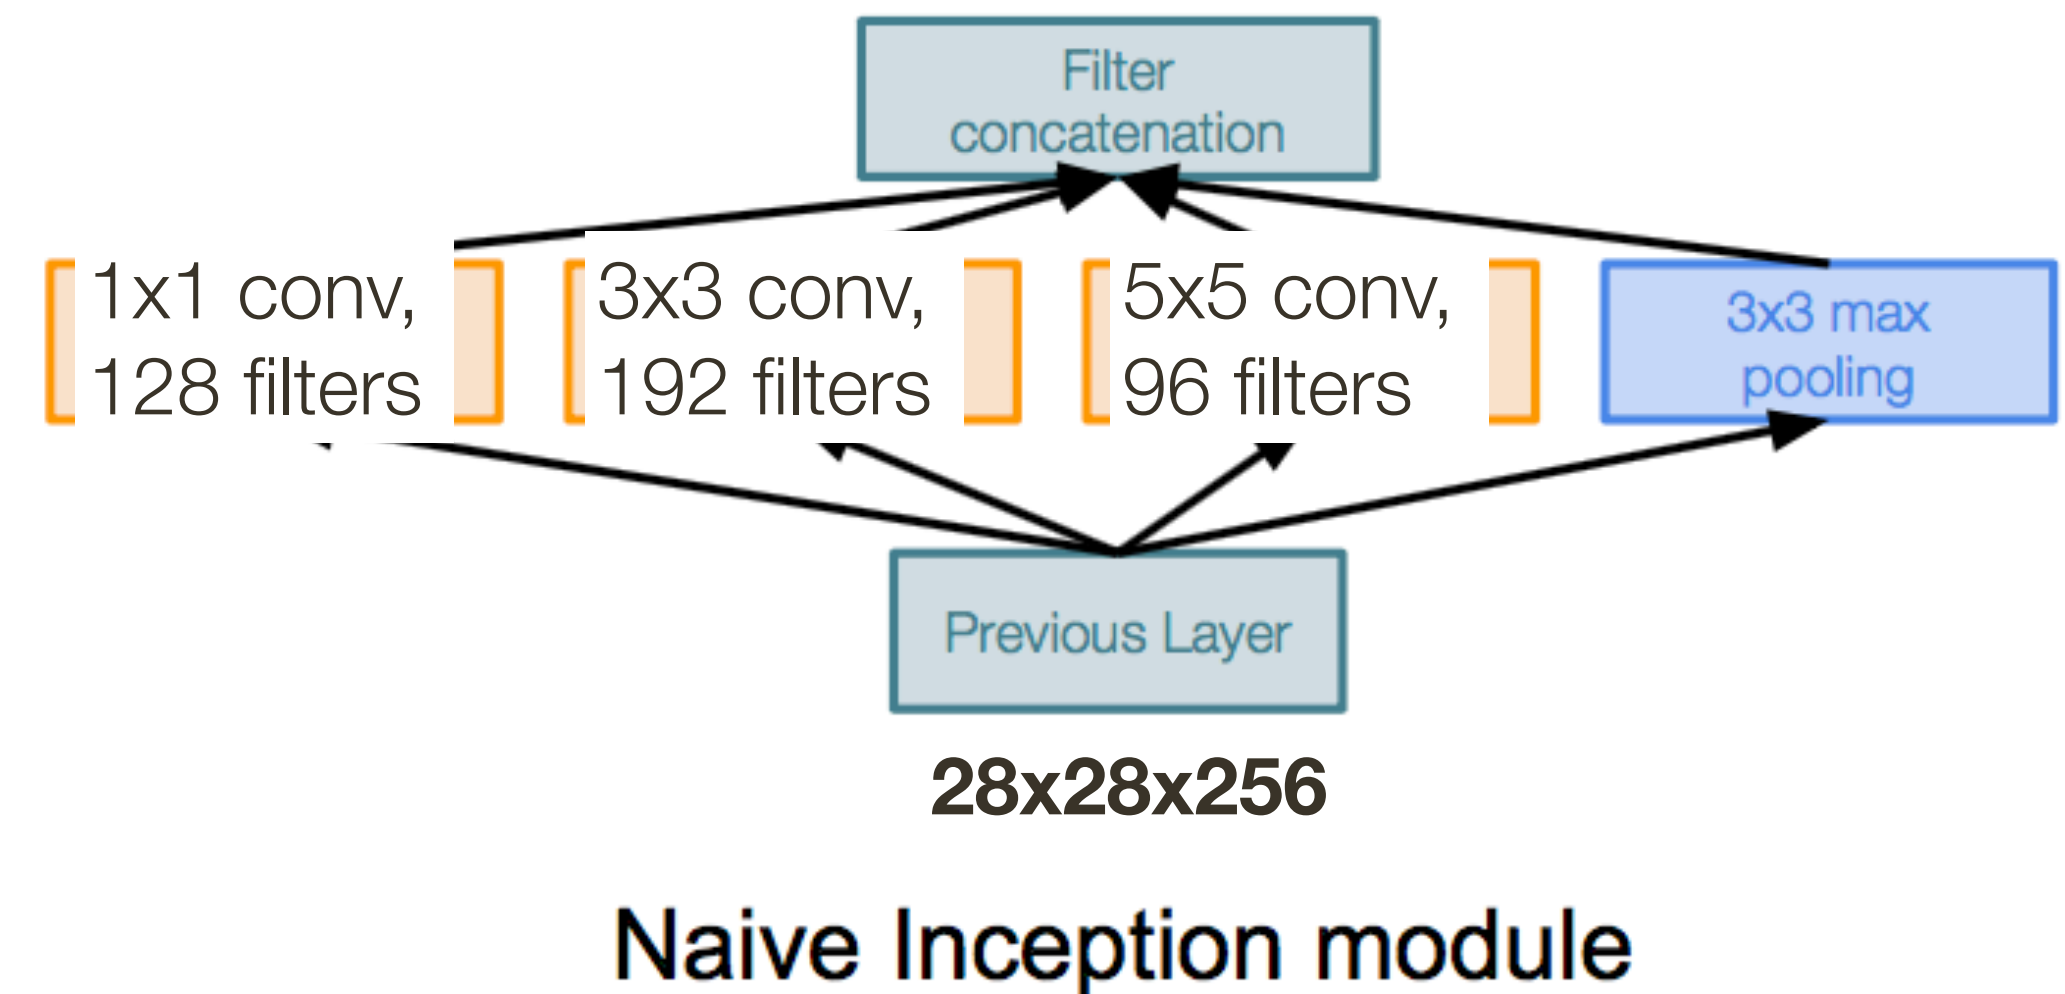 Filter
concatenation
1x1 conv,
128 filters
3x3 conv,
192 filters
5x5 conv,
96 filters
3x3 max
pooling
Previous Layer
28x28x256
Naive Inception module